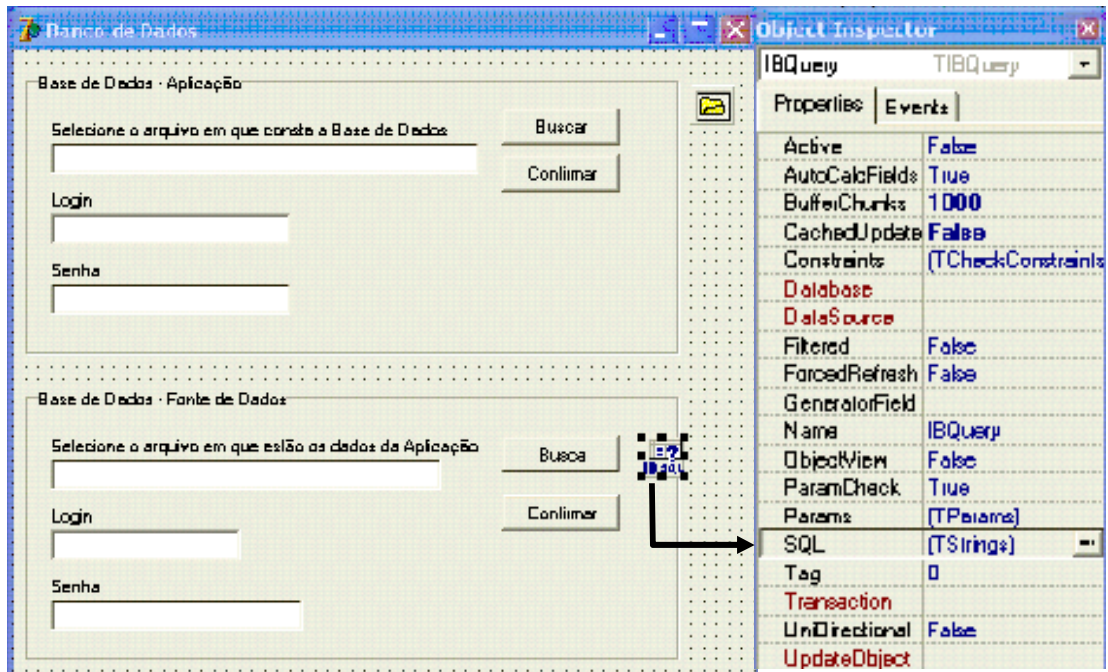 Banco de Dados
Base de Dados - Aplicação
Selecione o arquivo em que consta a Base de Dados
Buscar
Confirmar
Login
Senha
Base de Dados - Fonte de Dados
Selecione o arquivo em que estão os dados da Aplicação
Busca
Confirmar
Login
Senha
Object Inspector
IBQuery TIBQuery
Properties Events
Active False
AutoCalcFields True
BufferChunks 1000
CachedUpdate False
Constraints (TCheckConstraints
Database
DataSource
Filtered False
ForcedRefresh False
GeneratorField
Name IBQuery
ObjectView False
ParamCheck True
Params (TParams)
SQL (TStrings)
Tag 0
Transaction
UniDirectional False
UpdateObject